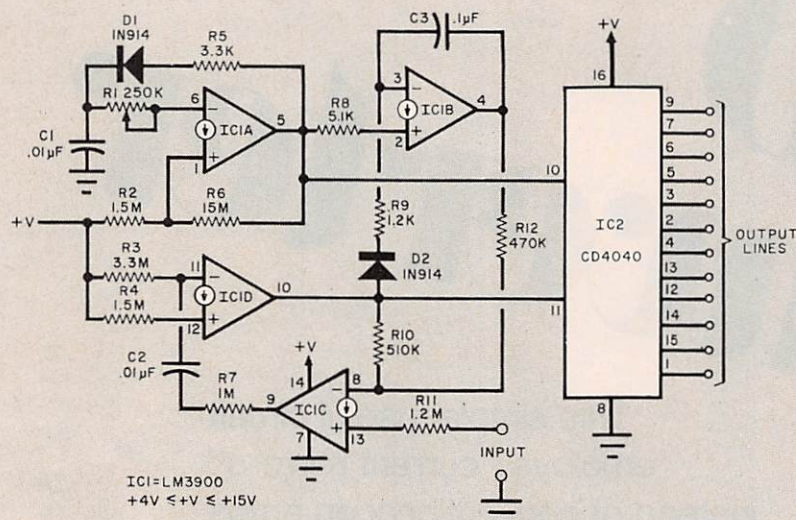 D1
IN914
R5
3.3K
R1 250K
6
−
IC1A
5
+
1
C1
.01µF
R2
1.5M
R6
15M
+V
R3
3.3M
R4
1.5M
11
−
IC1D
10
+
12
C2
.01µF
R7
1M
9
+V
14
IC1C
7
8
−
+
13
R11
1.2M
INPUT
C3
.1µF
3
−
IC1B
4
+
2
R8
5.1K
R9
1.2K
D2
IN914
R10
510K
R12
470K
+V
16
10
IC2
CD4040
11
8
9
7
6
5
3
2
4
13
12
14
15
1
OUTPUT
LINES
IC1=LM3900
+4V ≤ +V ≤ +15V